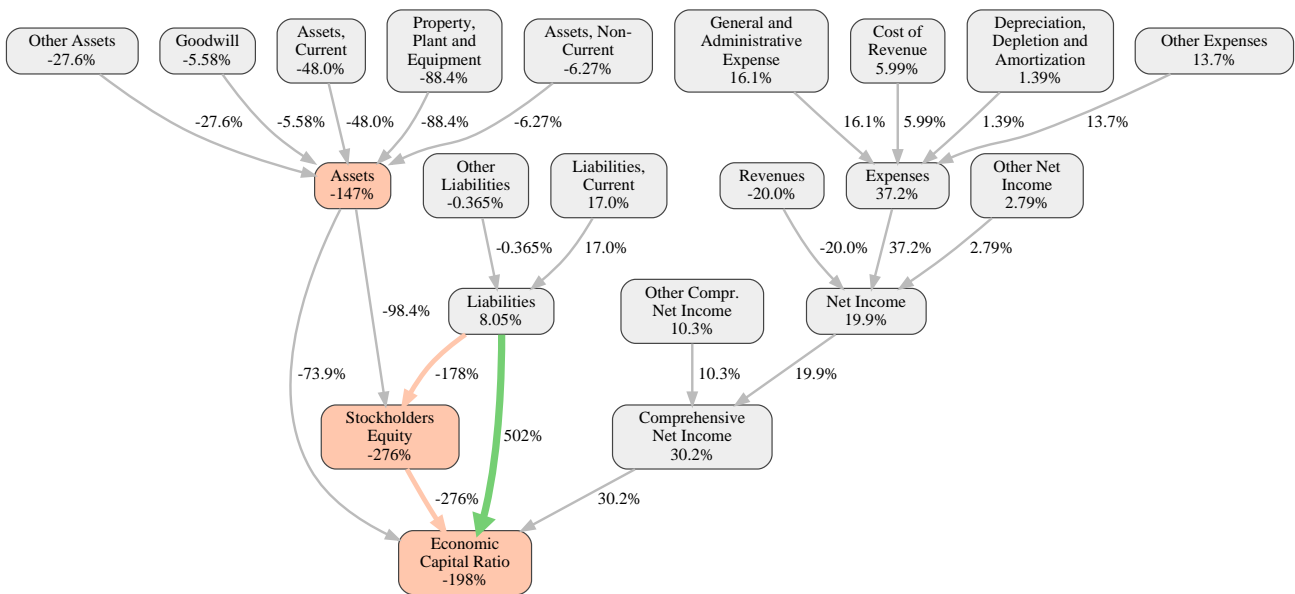 Other Assets
-27.6%
Goodwill
-5.58%
Assets,
Current
-48.0%
Property,
Plant and
Equipment
-88.4%
Assets, Non-
Current
-6.27%
General and
Administrative
Expense
16.1%
Cost of
Revenue
5.99%
Depreciation,
Depletion and
Amortization
1.39%
Other Expenses
13.7%
-27.6%
-5.58%
-48.0%
-88.4%
-6.27%
16.1%
5.99%
1.39%
13.7%
Assets
-147%
Other
Liabilities
-0.365%
Liabilities,
Current
17.0%
Revenues
-20.0%
Expenses
37.2%
Other Net
Income
2.79%
-0.365%
17.0%
-20.0%
37.2%
2.79%
Liabilities
8.05%
Other Compr.
Net Income
10.3%
Net Income
19.9%
-98.4%
-73.9%
-178%
10.3%
19.9%
Stockholders
Equity
-276%
502%
Comprehensive
Net Income
30.2%
-276%
30.2%
Economic
Capital Ratio
-198%